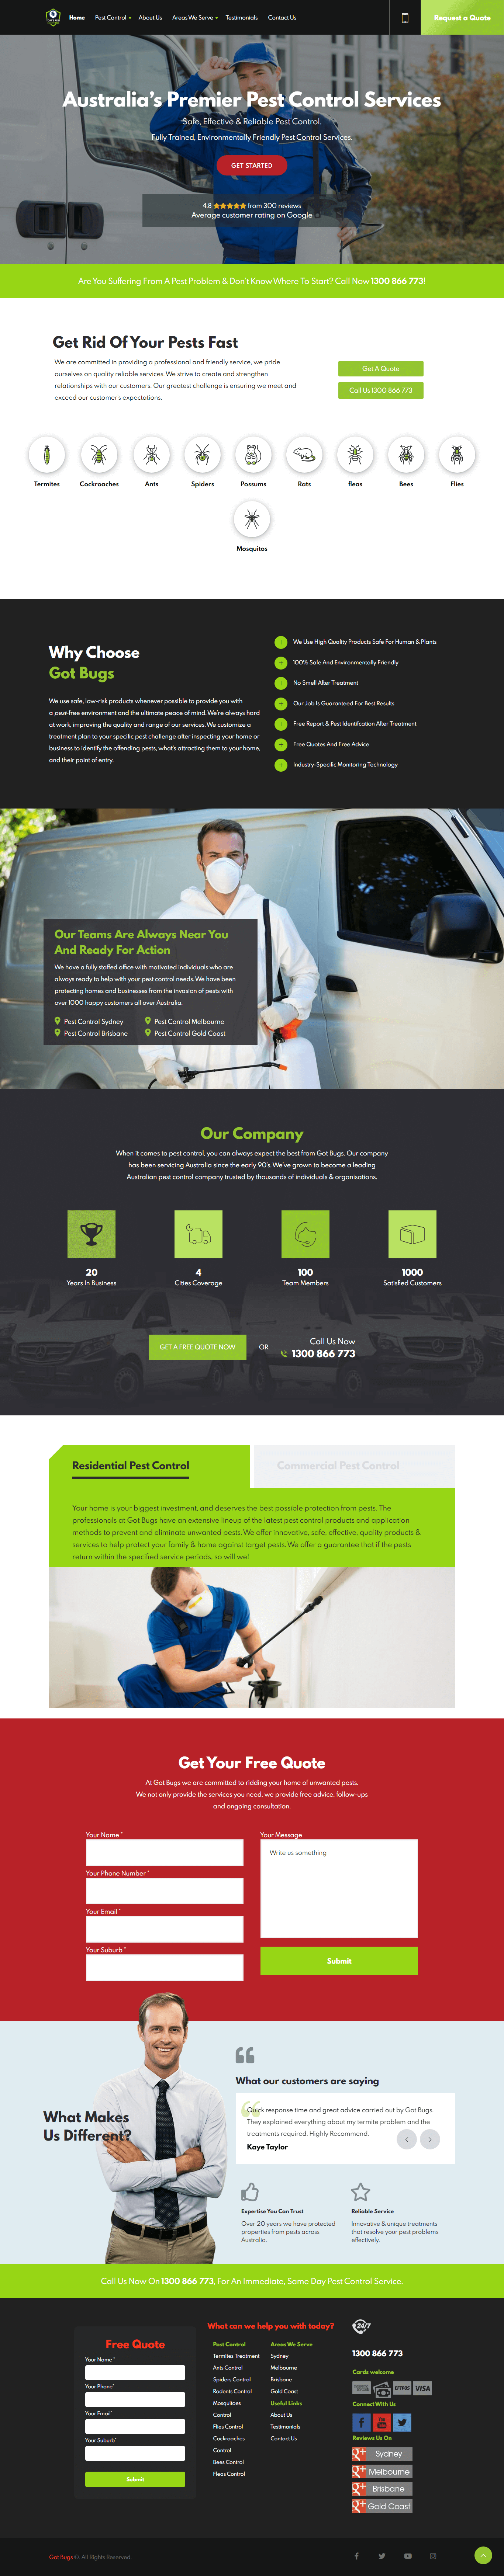 Home Pest Control About Us Areas We Serve Testimonials Contact Us
Request a Quote
Australia's Premier Pest Control Services
Safe, Effective & Reliable Pest Control.
Fully Trained, Environmentally Friendly Pest Control Services.
GET STARTED
4.8 from 300 reviews
Average customer rating on Google
Are You Suffering From A Pest Problem & Don't Know Where To Start? Call Now 1300 866 773!
Get Rid Of Your Pests Fast
We are committed in providing a professional and friendly service, we pride
ourselves on quality reliable services. We strive to create and strengthen
relationships with our customers. Our greatest challenge is ensuring we meet and
exceed our customer's expectations.
Get A Quote
Call Us 1300 866 773
Termites Cockroaches Ants Spiders Possums Rats fleas Bees Flies
Mosquitos
Why Choose
Got Bugs
We use safe, low-risk products whenever possible to provide you with
a pest-free environment and the ultimate peace of mind. We're always hard
at work, improving the quality and range of our services. We customize a
treatment plan to your specific pest challenge after inspecting your home or
business to identify the offending pests, what's attracting them to your home,
and their point of entry.
We Use High Quality Products Safe For Human & Plants
100% Safe And Environmentally Friendly
No Smell After Treatment
Our Job Is Guaranteed For Best Results
Free Report & Pest Identifcation After Treatment
Free Quotes And Free Advice
Industry-Specific Monitoring Technology
Our Teams Are Always Near You
And Ready For Action
We have a fully staffed office with motivated individuals who are
always ready to help with your pest control needs. We have been
protecting homes and businesses from the invasion of pests with
over 1000 happy customers all over Australia.
Pest Control Sydney Pest Control Melbourne
Pest Control Brisbane Pest Control Gold Coast
Our Company
When it comes to pest control, you can always expect the best from Got Bugs. Our company
has been servicing Australia since the early 90's. We've grown to become a leading
Australian pest control company trusted by thousands of individuals & organisations.
20 4 100 1000
Years In Business Cities Coverage Team Members Satisfied Customers
GET A FREE QUOTE NOW
OR
Call Us Now
1300 866 773
Residential Pest Control
Commercial Pest Control
Your home is your biggest investment, and deserves the best possible protection from pests. The
professionals at Got Bugs have an extensive lineup of the latest pest control products and application
methods to prevent and eliminate unwanted pests. We offer innovative, safe, effective, quality products &
services to help protect your family & home against target pests. We offer a guarantee that if the pests
return within the specified service periods, so will we!
Get Your Free Quote
At Got Bugs we are committed to ridding your home of unwanted pests.
We not only provide the services you need, we provide free advice, follow-ups
and ongoing consultation.
Your Name *
Your Phone Number *
Your Email *
Your Suburb *
Your Message
Write us something
Submit
What Makes
Us Different?
What our customers are saying
Quick response time and great advice carried out by Got Bugs.
They explained everything about my termite problem and the
treatments required. Highly Recommend.
Kaye Taylor
Expertise You Can Trust
Over 20 years we have protected
properties from pests across
Australia.
Reliable Service
Innovative & unique treatments
that resolve your pest problems
effectively.
Call Us Now On 1300 866 773, For An Immediate, Same Day Pest Control Service.
Free Quote
Your Name *
Your Phone*
Your Email*
Your Suburb*
Submit
What can we help you with today?
Pest Control
Termites Treatment
Ants Control
Spiders Control
Rodents Control
Mosquitoes
Control
Flies Control
Cockroaches
Control
Bees Control
Fleas Control
Areas We Serve
Sydney
Melbourne
Brisbane
Gold Coast
Useful Links
About Us
Testimonials
Contact Us
24/7
1300 866 773
Cards welcome
EFTPOS VISA
Connect With Us
You Tube
Reviews Us On
Sydney
Melbourne
Brisbane
Gold Coast
Got Bugs ©. All Rights Reserved.